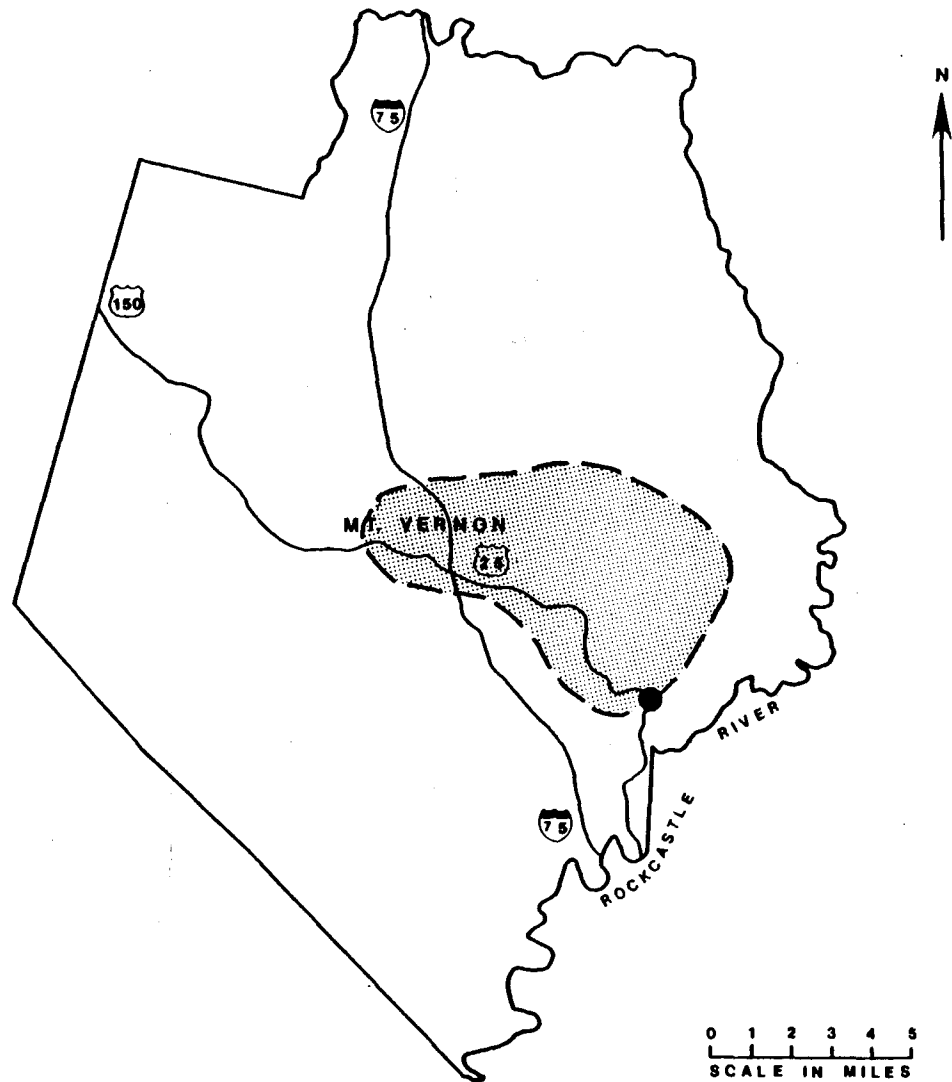 N
75
150
MT. VERNON
25
RIVER
75
ROCKCASTLE
0 1 2 3 4 5
SCALE IN MILES